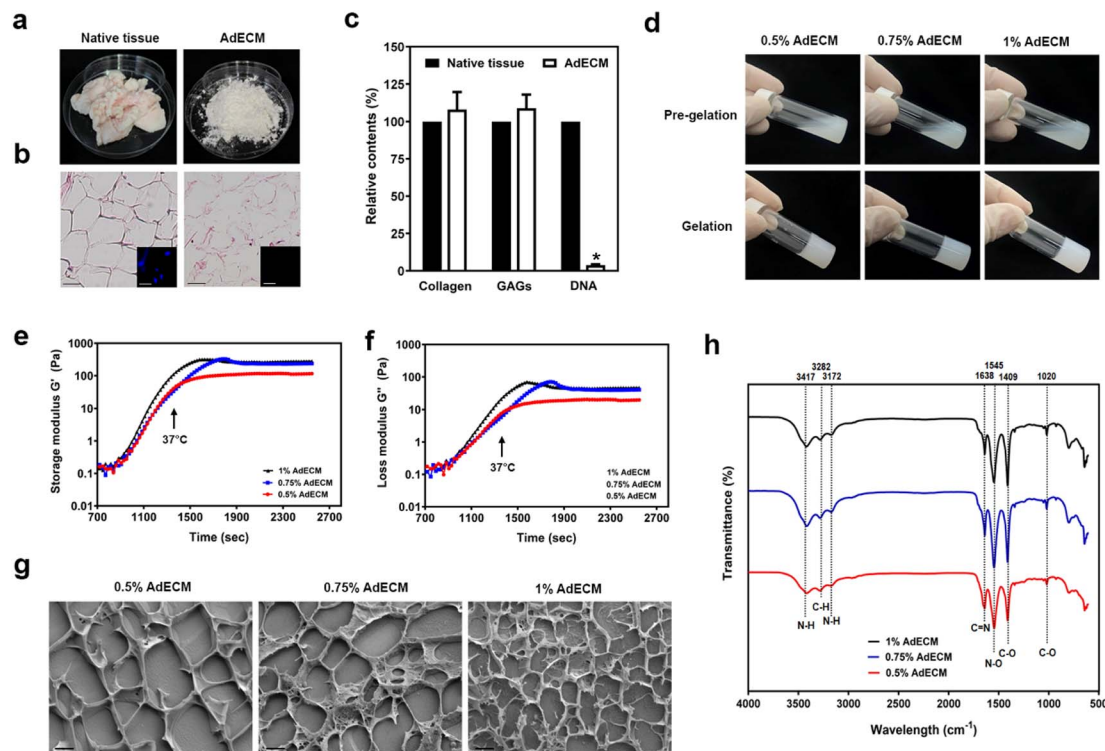 a
Native tissue
AdECM
b
c
Relative contents (%)
150
125
100
75
50
25
0
Native tissue
AdECM
*
Collagen
GAGs
DNA
d
0.5% AdECM
0.75% AdECM
1% AdECM
Pre-gelation
Gelation
e
Storage modulus G' (Pa)
1000
100
10
1
0.1
0.01
37°C
1% AdECM
0.75% AdECM
0.5% AdECM
700
1100
1500
1900
2300
2700
Time (sec)
f
Loss modulus G'' (Pa)
1000
100
10
1
0.1
0.01
37°C
1% AdECM
0.75% AdECM
0.5% AdECM
700
1100
1500
1900
2300
2700
Time (sec)
g
0.5% AdECM
0.75% AdECM
1% AdECM
h
3417
3282
3172
1638
1545
1409
1020
Transmittance (%)
N-H
C-H
N-H
C=N
N-O
C-O
C-O
1% AdECM
0.75% AdECM
0.5% AdECM
4000
3500
3000
2500
2000
1500
1000
500
Wavelength (cm⁻¹)